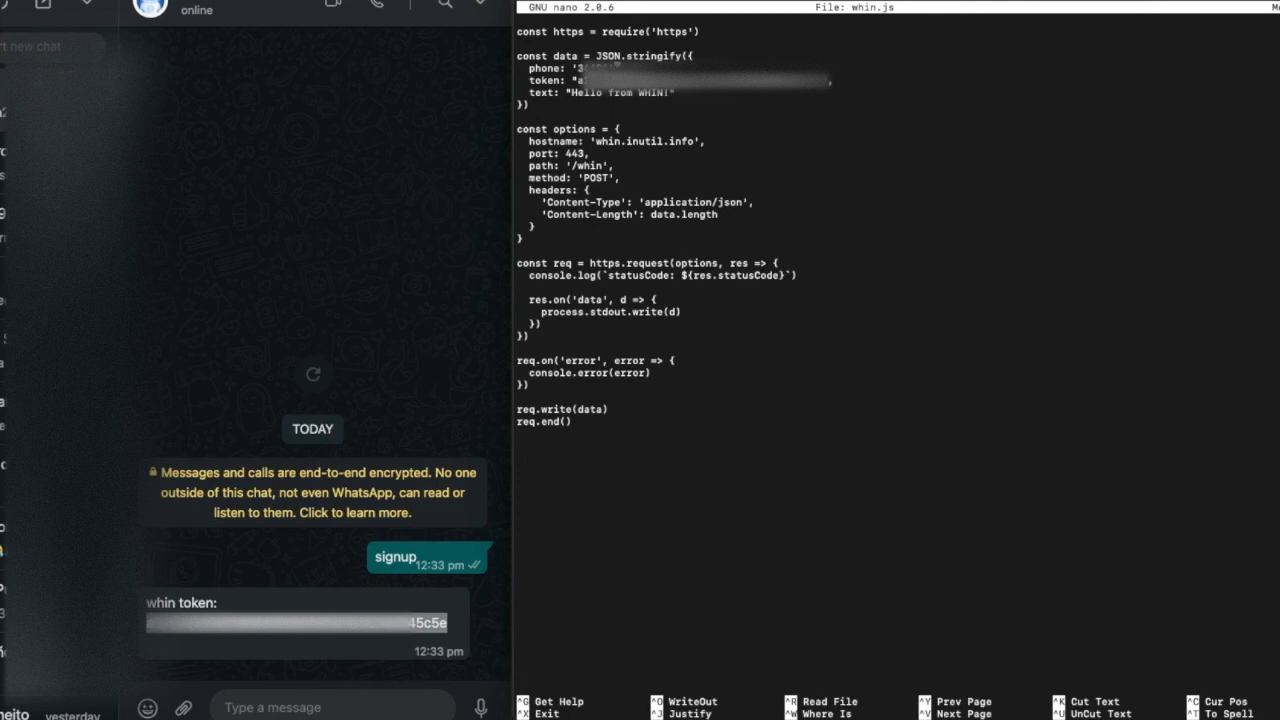 online
new chat
TODAY
Messages and calls are end-to-end encrypted. No one
outside of this chat, not even WhatsApp, can read or
listen to them. Click to learn more.
signup
12:33 pm
whin token:
45c5e
12:33 pm
Type a message
yesterday
GNU nano 2.0.6 File: whin.js
const https = require('https')
const data = JSON.stringify({
phone: '3
token: "a ,
text: "Hello from WHIN!"
})
const options = {
hostname: 'whin.inutil.info',
port: 443,
path: '/whin',
method: 'POST',
headers: {
'Content-Type': 'application/json',
'Content-Length': data.length
}
}
const req = https.request(options, res => {
console.log(`statusCode: ${res.statusCode}`)
res.on('data', d => {
process.stdout.write(d)
})
})
req.on('error', error => {
console.error(error)
})
req.write(data)
req.end()
^G Get Help ^O WriteOut ^R Read File ^Y Prev Page ^K Cut Text ^C Cur Pos
^X Exit ^J Justify ^W Where Is ^V Next Page ^U UnCut Text ^T To Spell